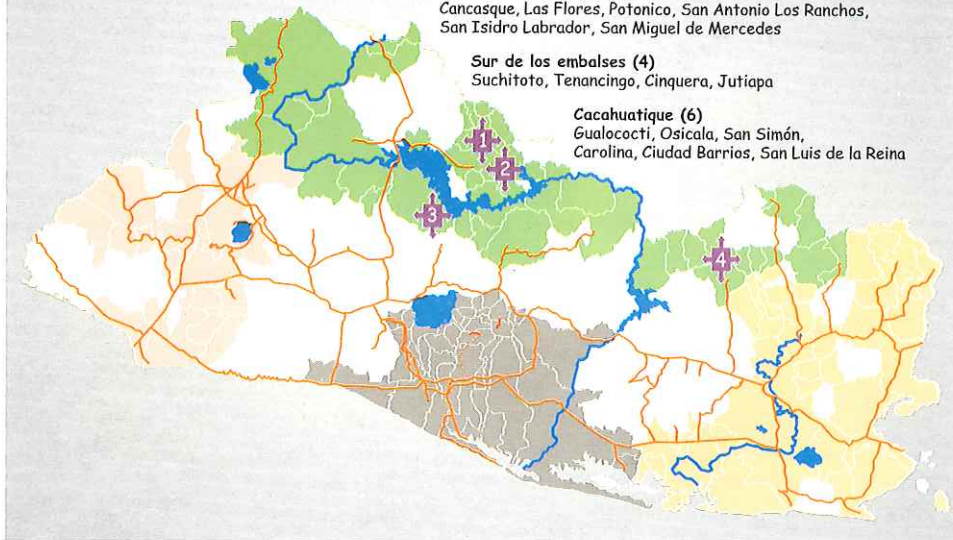 Cancasque, Las Flores, Potonico, San Antonio Los Ranchos,
San Isidro Labrador, San Miguel de Mercedes
Sur de los embalses (4)
Suchitoto, Tenancingo, Cinquera, Jutiapa
Cacahuatique (6)
Gualococti, Osicala, San Simón,
Carolina, Ciudad Barrios, San Luis de la Reina
1
2
3
4